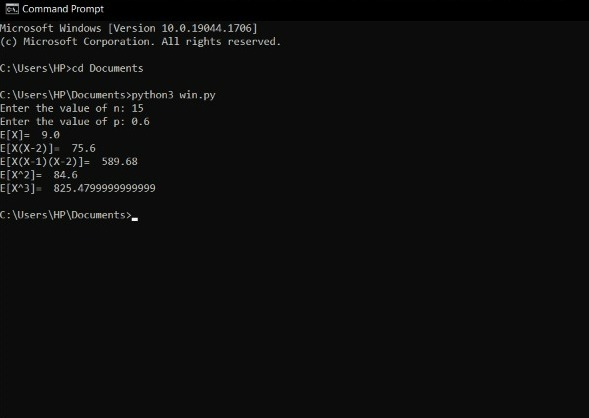 Command Prompt
Microsoft Windows [Version 10.0.19044.1706]
(c) Microsoft Corporation. All rights reserved.
C:\Users\HP>cd Documents
C:\Users\HP\Documents>python3 win.py
Enter the value of n: 15
Enter the value of p: 0.6
E[X]=  9.0
E[X(X-2)]=  75.6
E[X(X-1)(X-2)]=  589.68
E[X^2]=  84.6
E[X^3]=  825.4799999999999
C:\Users\HP\Documents>